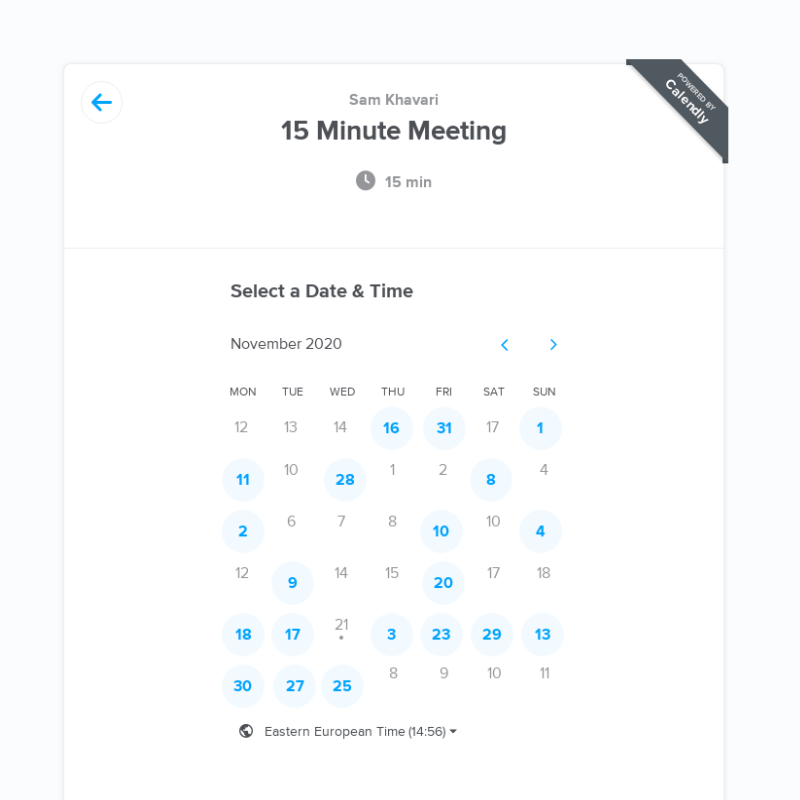 POWERED BY
Calendly
Sam Khavari
15 Minute Meeting
15 min
Select a Date & Time
November 2020
MON TUE WED THU FRI SAT SUN
12 13 14 16 31 17 1
11 10 28 1 2 8 4
2 6 7 8 10 10 4
12 9 14 15 20 17 18
18 17 21 3 23 29 13
30 27 25 8 9 10 11
Eastern European Time (14:56)